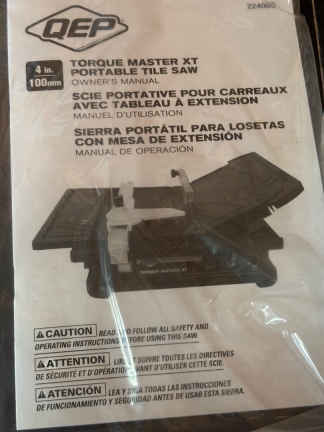 QEP
4 in.
100mm
TORQUE MASTER XT
PORTABLE TILE SAW
OWNER'S MANUAL
SCIE PORTATIVE POUR CARREAUX
AVEC TABLEAU À EXTENSION
MANUEL D'UTILISATION
SIERRA PORTÁTIL PARA LOSETAS
CON MESA DE EXTENSIÓN
MANUAL DE OPERACIÓN
CAUTION READ AND FOLLOW ALL SAFETY AND
OPERATING INSTRUCTIONS BEFORE USING THIS SAW.
ATTENTION LIRE ET SUIVRE TOUTES LES DIRECTIVES
DE SÉCURITÉ ET D'OPÉRATION AVANT D'UTILISER CETTE SCIE.
ATENCIÓN LEA Y SIGA TODAS LAS INSTRUCCIONES
DE FUNCIONAMIENTO Y SEGURIDAD ANTES DE USAR ESTA SIERRA.